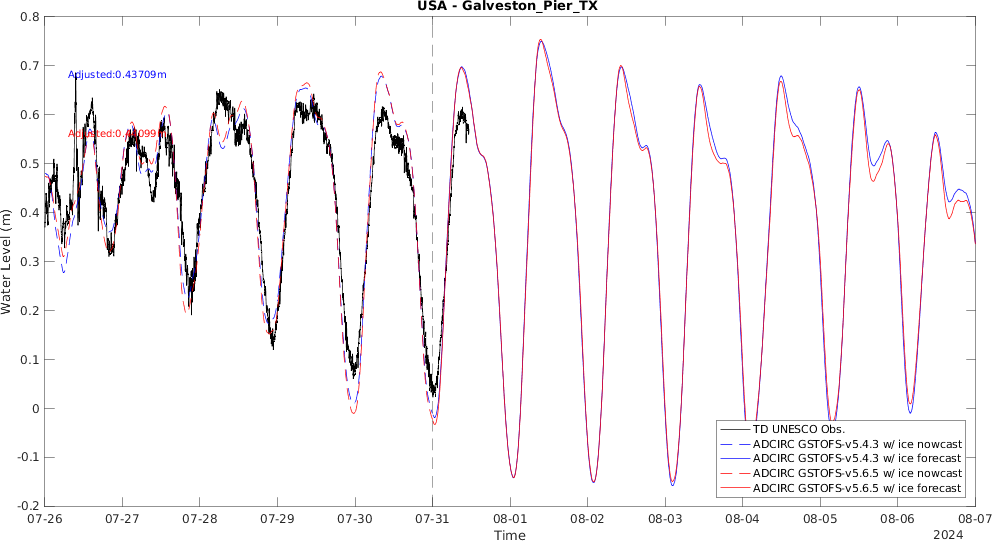 USA - Galveston_Pier_TX
0.8
0.7
0.6
0.5
0.4
0.3
0.2
0.1
0
-0.1
-0.2
Water Level (m)
Adjusted:0.43709m
TD UNESCO Obs.
ADCIRC GSTOFS-v5.4.3 w/ ice nowcast
ADCIRC GSTOFS-v5.4.3 w/ ice forecast
ADCIRC GSTOFS-v5.6.5 w/ ice nowcast
ADCIRC GSTOFS-v5.6.5 w/ ice forecast
07-26 07-27 07-28 07-29 07-30 07-31 08-01 08-02 08-03 08-04 08-05 08-06 08-07
Time
2024